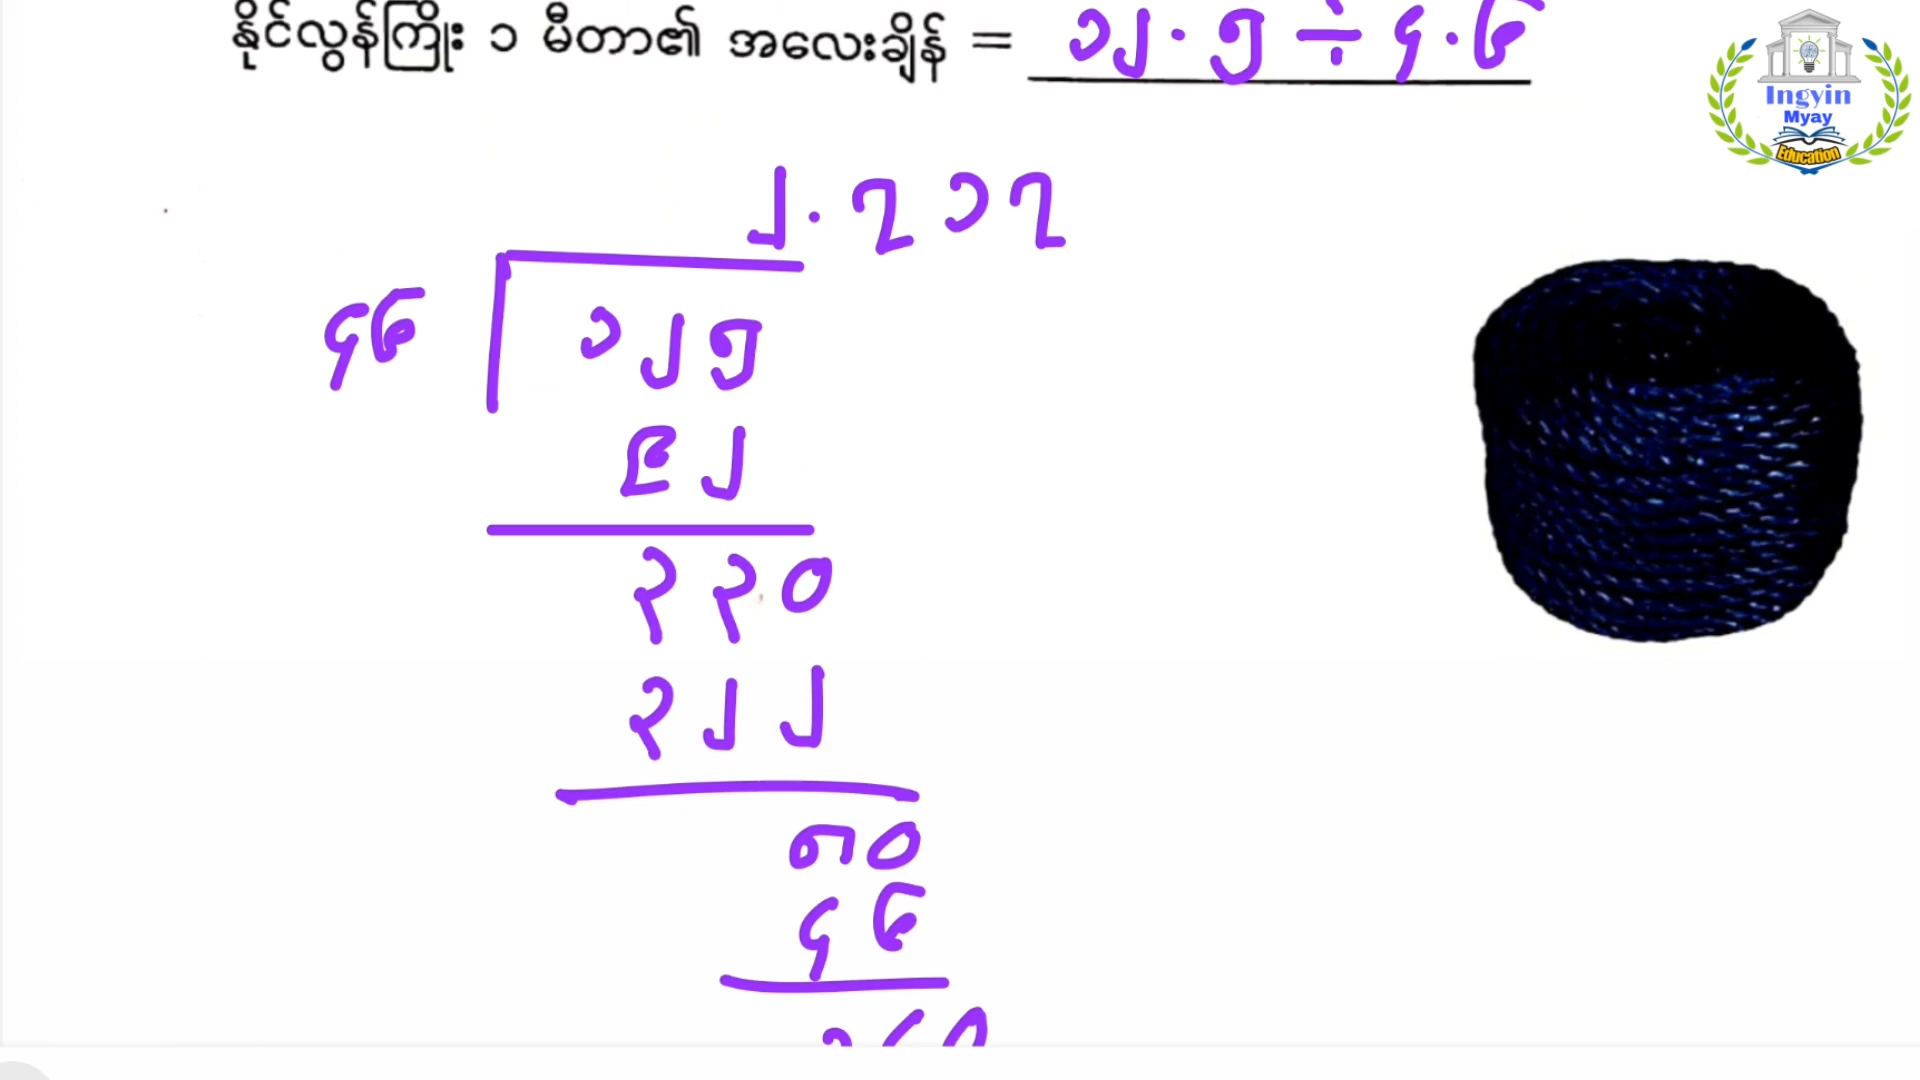 နိုင်လွန်ကြိုး ၁ မီတာ၏ အလေးချိန် = ၁၂.၅ ÷ ၄.၆
Ingyin
Myay
Education
၂.၇၁၇
၄၆
၁၂၅
၉၂
၃၃၀
၃၂၂
၈၀
၄၆